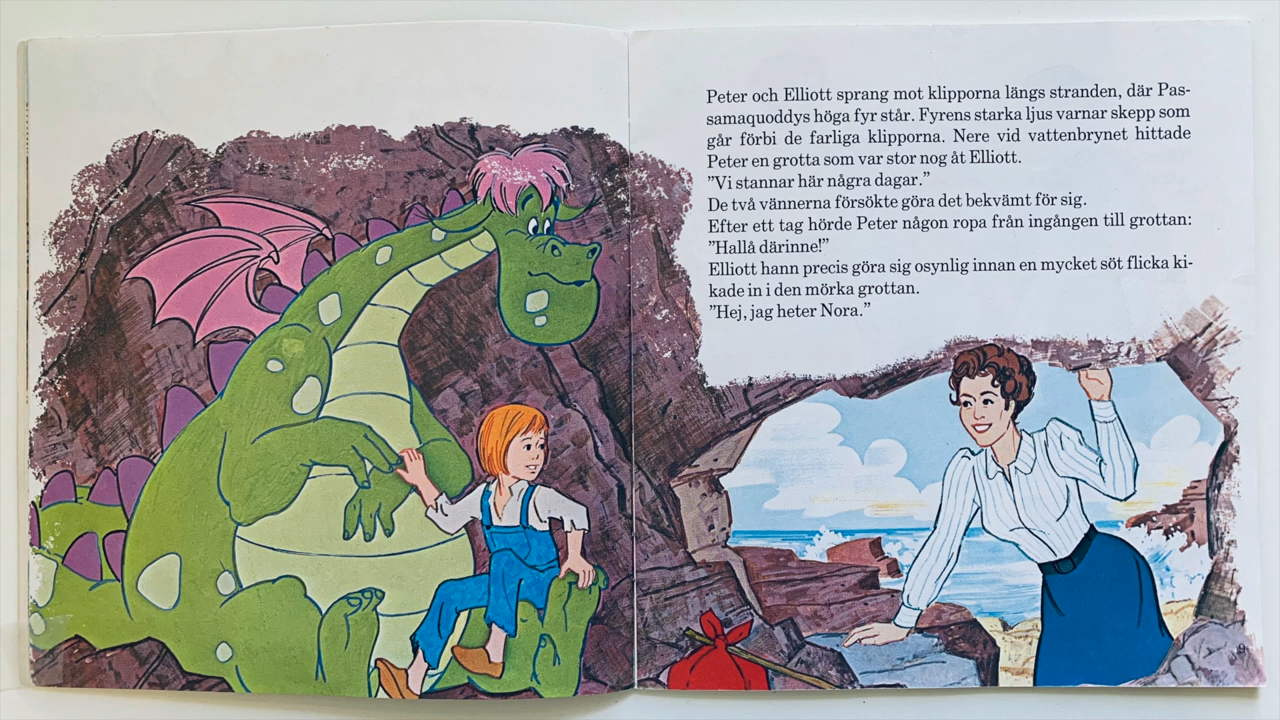 Peter och Elliott sprang mot klipporna längs stranden, där Pas-
samaquoddys höga fyr står. Fyrens starka ljus varnar skepp som
går förbi de farliga klipporna. Nere vid vattenbrynet hittade
Peter en grotta som var stor nog åt Elliott.
”Vi stannar här några dagar.”
De två vännerna försökte göra det bekvämt för sig.
Efter ett tag hörde Peter någon ropa från ingången till grottan:
”Hallå därinne!”
Elliott hann precis göra sig osynlig innan en mycket söt flicka ki-
kade in i den mörka grottan.
”Hej, jag heter Nora.”
9